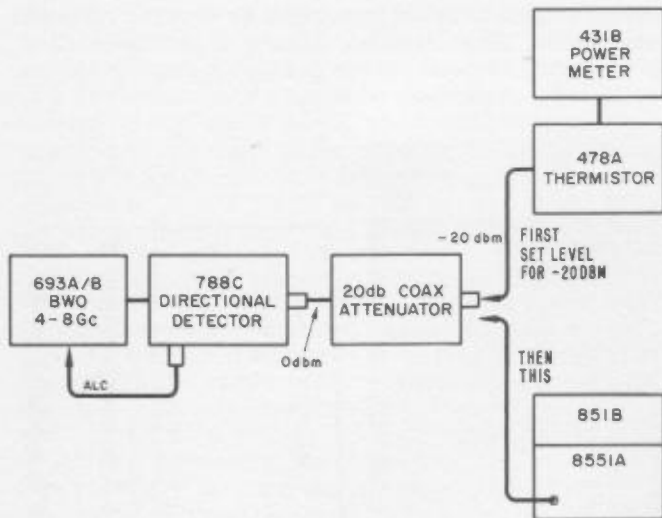 431B
POWER
METER
478A
THERMISTOR
-20 dbm
FIRST
SET LEVEL
FOR -20DBM
693A/B
BWO
4-8Gc
788C
DIRECTIONAL
DETECTOR
20db COAX
ATTENUATOR
0dbm
ALC
THEN
THIS
851B
8551A